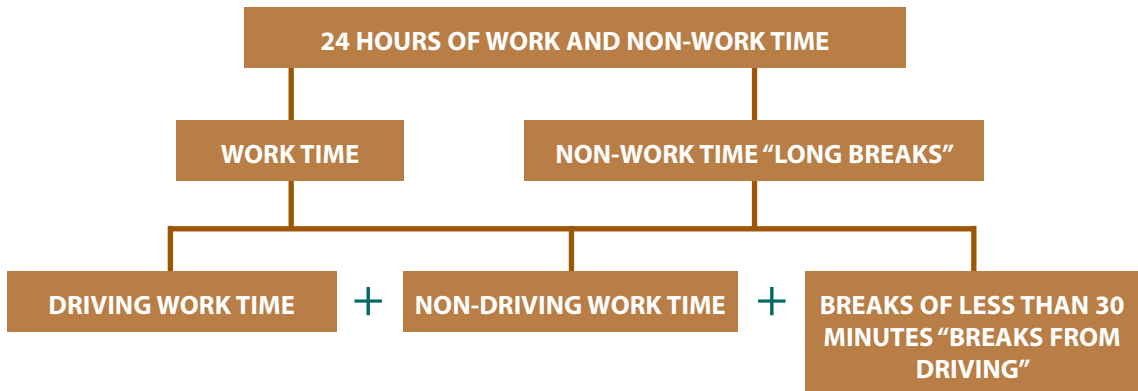 24 HOURS OF WORK AND NON-WORK TIME
WORK TIME
NON-WORK TIME “LONG BREAKS”
DRIVING WORK TIME
+
NON-DRIVING WORK TIME
+
BREAKS OF LESS THAN 30
MINUTES “BREAKS FROM
DRIVING”